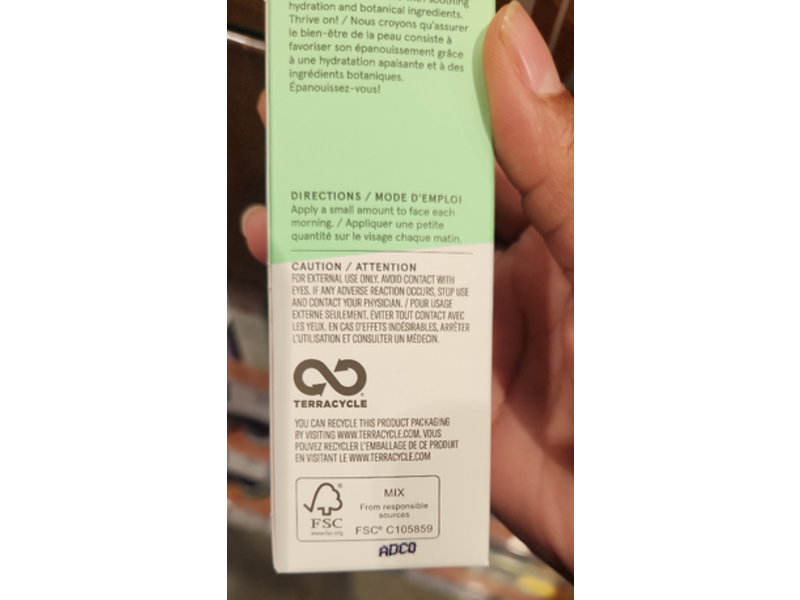 soothing
hydration and botanical ingredients.
Thrive on! / Nous croyons qu'assurer
le bien-être de la peau consiste à
favoriser son épanouissement grâce
à une hydratation apaisante et à des
ingrédients botaniques.
Épanouissez-vous!
DIRECTIONS / MODE D'EMPLOI
Apply a small amount to face each
morning. / Appliquer une petite
quantité sur le visage chaque matin.
CAUTION / ATTENTION
FOR EXTERNAL USE ONLY. AVOID CONTACT WITH
EYES. IF ANY ADVERSE REACTION OCCURS, STOP USE
AND CONTACT YOUR PHYSICIAN. / POUR USAGE
EXTERNE SEULEMENT. ÉVITER TOUT CONTACT AVEC
LES YEUX. EN CAS D'EFFETS INDÉSIRABLES, ARRÊTER
L'UTILISATION ET CONSULTER UN MÉDECIN.
TERRACYCLE
YOU CAN RECYCLE THIS PRODUCT PACKAGING
BY VISITING WWW.TERRACYCLE.COM. VOUS
POUVEZ RECYCLER L'EMBALLAGE DE CE PRODUIT
EN VISITANT LE WWW.TERRACYCLE.COM
FSC
www.fsc.org
MIX
From responsible
sources
FSC® C105859
ADCO